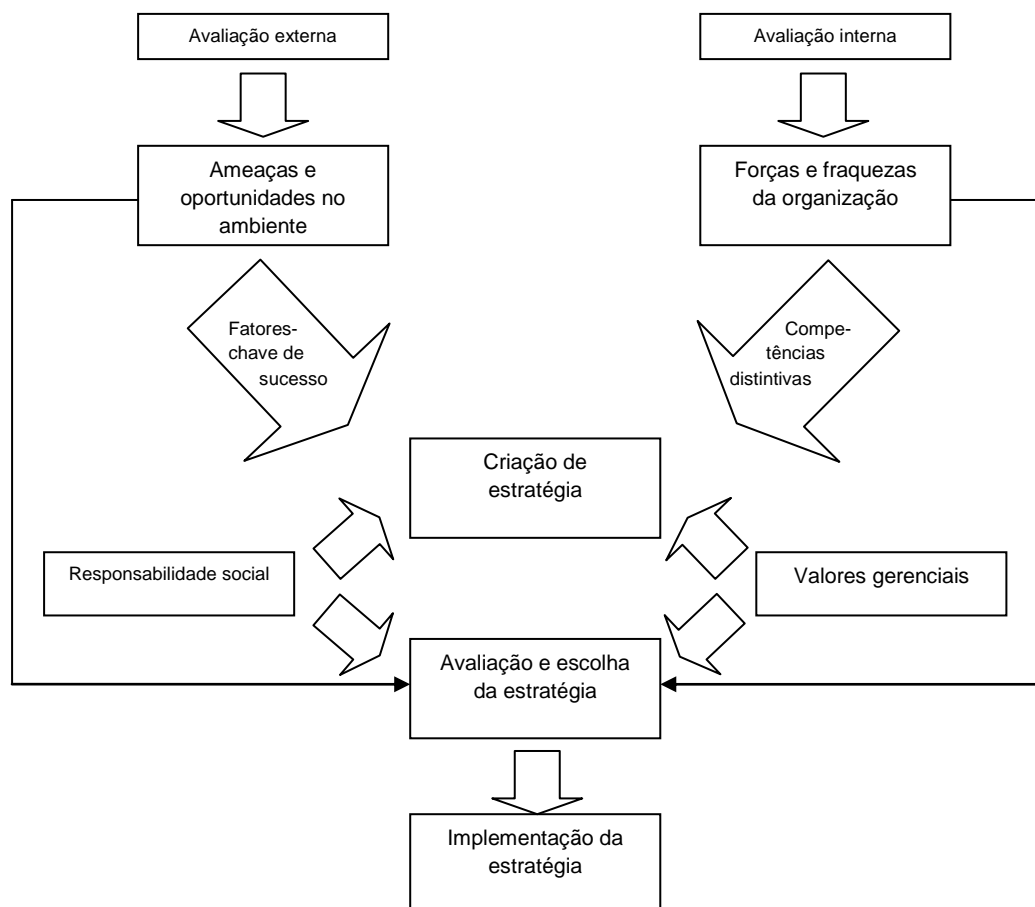 Avaliação externa
Avaliação interna
Ameaças e
oportunidades no
ambiente
Forças e fraquezas
da organização
Fatores-
chave de
sucesso
Compe-
tências
distintivas
Criação de
estratégia
Responsabilidade social
Valores gerenciais
Avaliação e escolha
da estratégia
Implementação da
estratégia